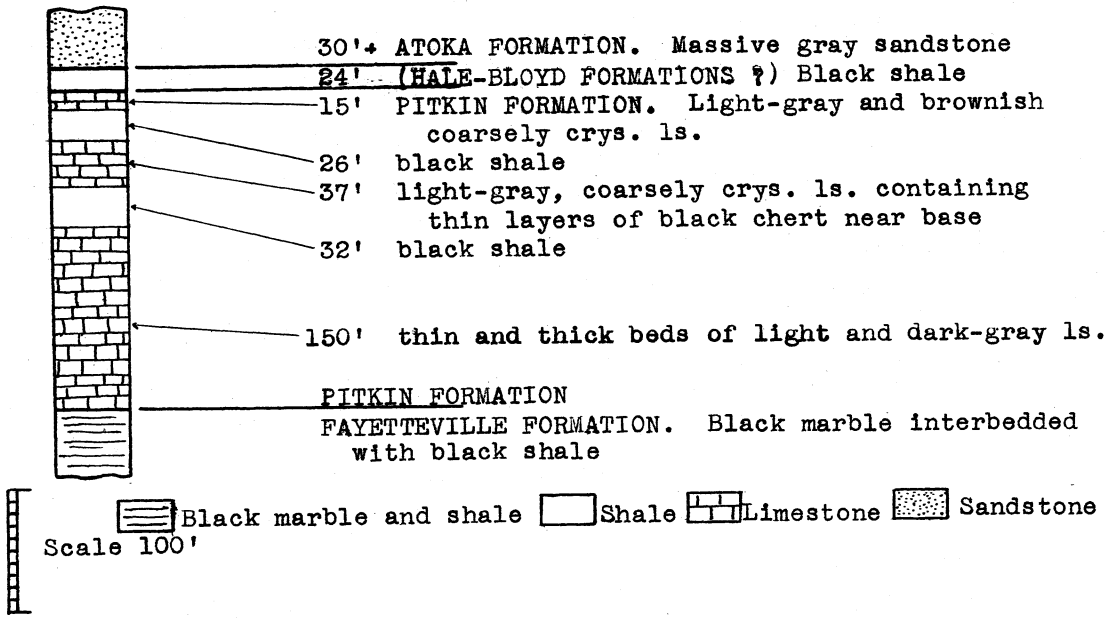 30'+ ATOKA FORMATION. Massive gray sandstone
24' (HALE-BLOYD FORMATIONS ?) Black shale
15' PITKIN FORMATION. Light-gray and brownish
coarsely crys. ls.
26' black shale
37' light-gray, coarsely crys. ls. containing
thin layers of black chert near base
32' black shale
150' thin and thick beds of light and dark-gray ls.
PITKIN FORMATION
FAYETTEVILLE FORMATION. Black marble interbedded
with black shale
Black marble and shale Shale Limestone Sandstone
Scale 100'